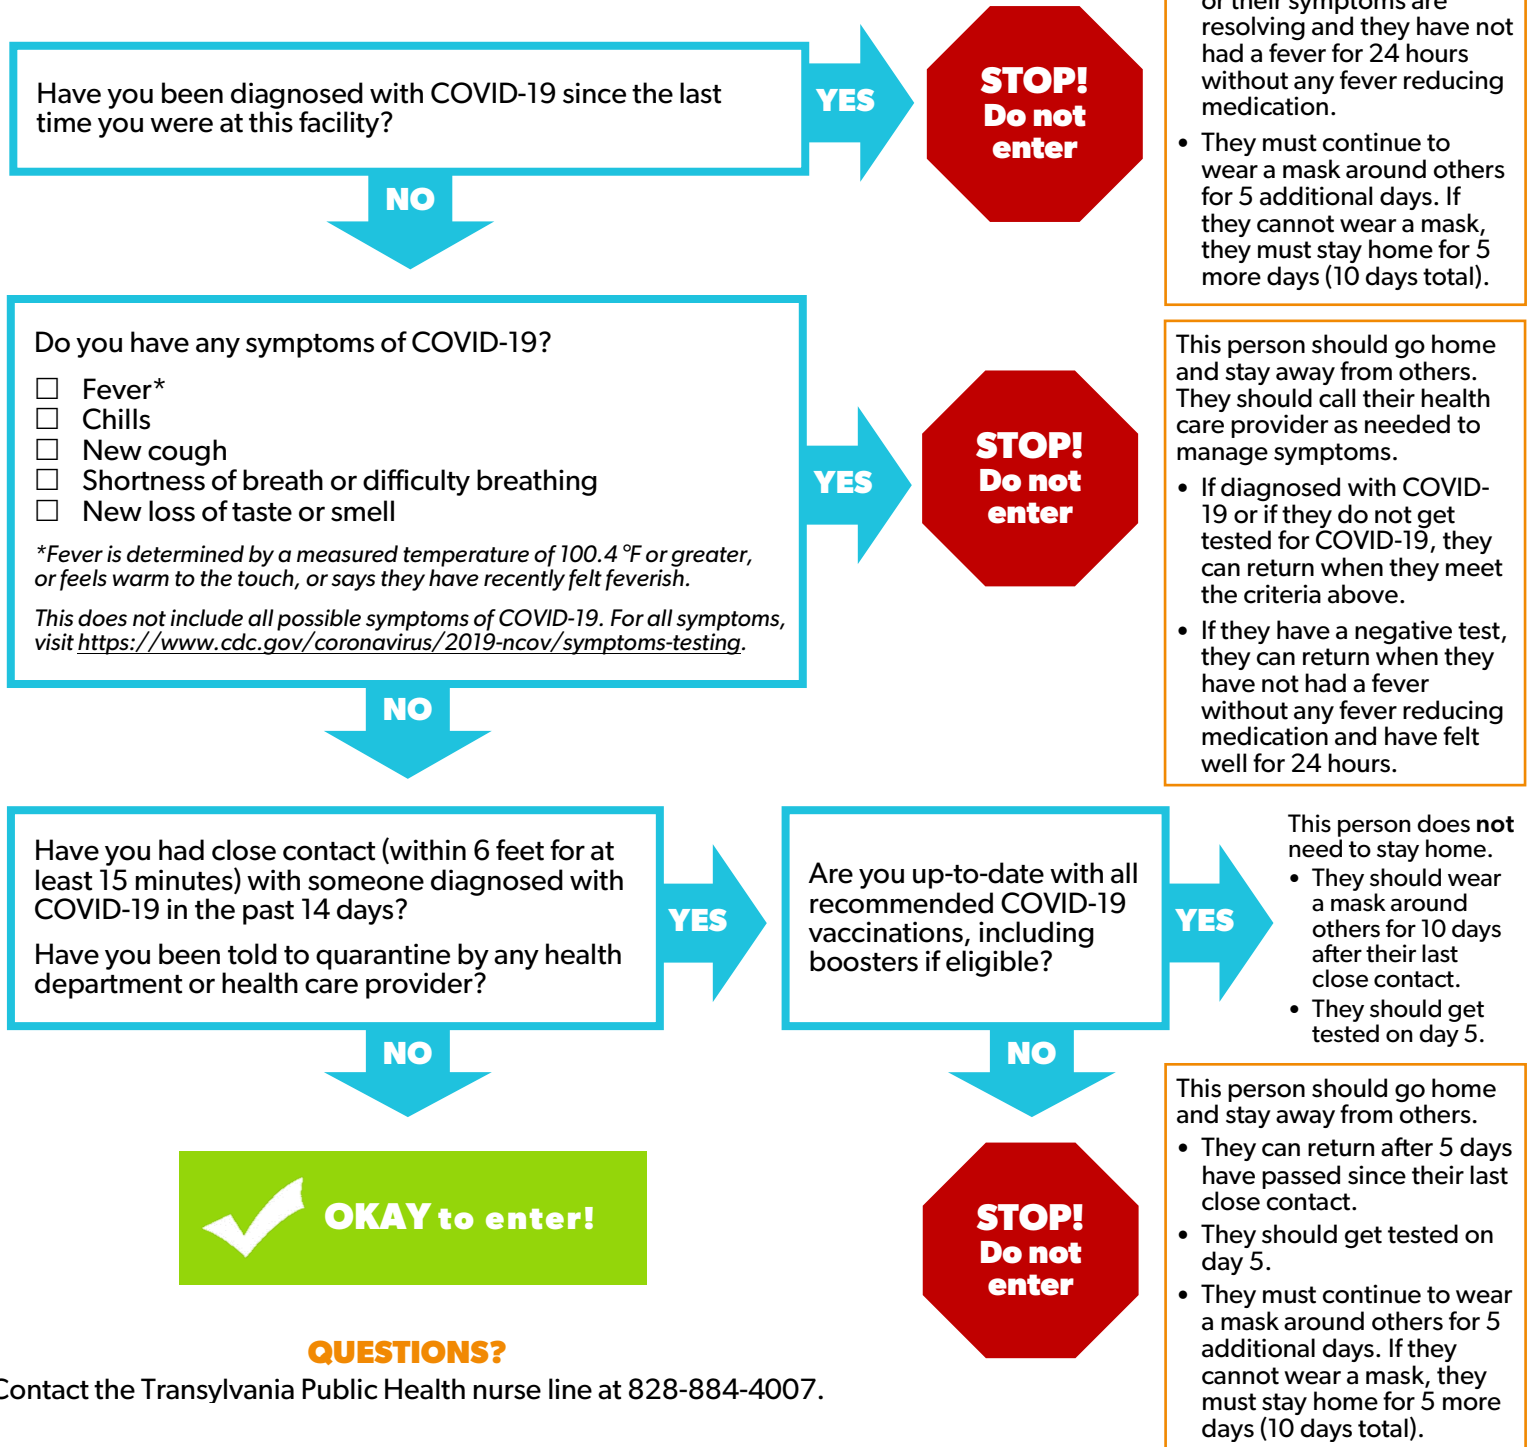 Have you been diagnosed with COVID-19 since the last
time you were at this facility?
YES
STOP!
Do not
enter
or their symptoms are
resolving and they have not
had a fever for 24 hours
without any fever reducing
medication.
• They must continue to
wear a mask around others
for 5 additional days. If
they cannot wear a mask,
they must stay home for 5
more days (10 days total).
NO
Do you have any symptoms of COVID-19?
☐ Fever*
☐ Chills
☐ New cough
☐ Shortness of breath or difficulty breathing
☐ New loss of taste or smell
*Fever is determined by a measured temperature of 100.4 °F or greater,
or feels warm to the touch, or says they have recently felt feverish.
This does not include all possible symptoms of COVID-19. For all symptoms,
visit https://www.cdc.gov/coronavirus/2019-ncov/symptoms-testing.
YES
STOP!
Do not
enter
This person should go home
and stay away from others.
They should call their health
care provider as needed to
manage symptoms.
• If diagnosed with COVID-
19 or if they do not get
tested for COVID-19, they
can return when they meet
the criteria above.
• If they have a negative test,
they can return when they
have not had a fever
without any fever reducing
medication and have felt
well for 24 hours.
NO
Have you had close contact (within 6 feet for at
least 15 minutes) with someone diagnosed with
COVID-19 in the past 14 days?
Have you been told to quarantine by any health
department or health care provider?
YES
Are you up-to-date with all
recommended COVID-19
vaccinations, including
boosters if eligible?
YES
This person does not
need to stay home.
• They should wear
a mask around
others for 10 days
after their last
close contact.
• They should get
tested on day 5.
NO
OKAY to enter!
NO
STOP!
Do not
enter
This person should go home
and stay away from others.
• They can return after 5 days
have passed since their last
close contact.
• They should get tested on
day 5.
• They must continue to wear
a mask around others for 5
additional days. If they
cannot wear a mask, they
must stay home for 5 more
days (10 days total).
QUESTIONS?
Contact the Transylvania Public Health nurse line at 828-884-4007.